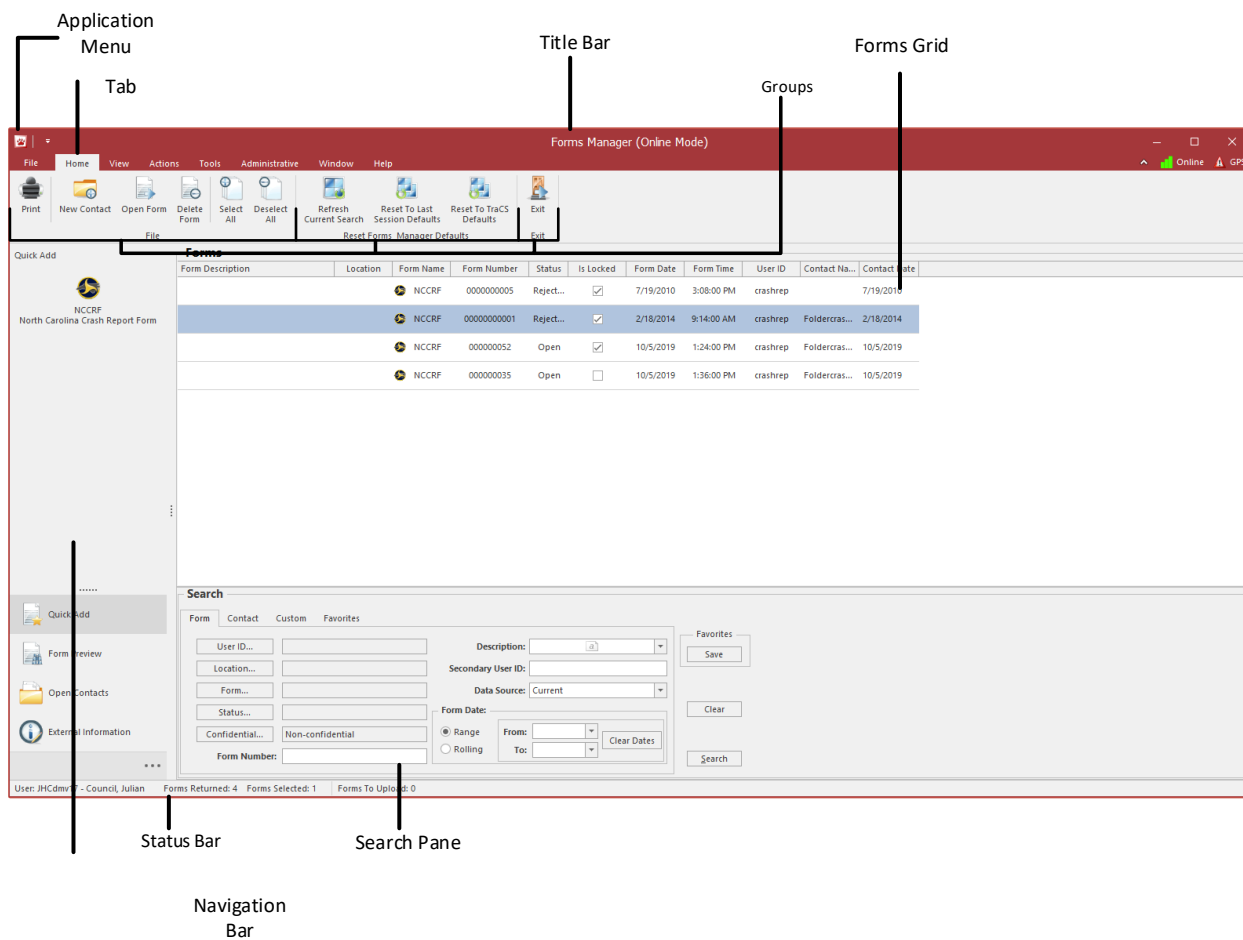 Application
Menu
Title Bar
Forms Grid
Tab
Groups
Forms Manager (Online Mode)
File Home View Actions Tools Administrative Window Help
Online GPS
Print New Contact Open Form Delete Form Select All Deselect All Refresh Current Search Reset To Last Session Defaults Reset To TraCS Defaults Exit
File Reset Forms Manager Defaults Exit
Quick Add
Forms
Form Description Location Form Name Form Number Status Is Locked Form Date Form Time User ID Contact Na... Contact Date
NCCRF 0000000005 Reject... 7/19/2010 3:08:00 PM crashrep 7/19/2010
NCCRF
North Carolina Crash Report Form
NCCRF 00000000001 Reject... 2/18/2014 9:14:00 AM crashrep Foldercras... 2/18/2014
NCCRF 000000052 Open 10/5/2019 1:24:00 PM crashrep Foldercras... 10/5/2019
NCCRF 000000035 Open 10/5/2019 1:36:00 PM crashrep Foldercras... 10/5/2019
Quick Add
Form Preview
Open Contacts
External Information
Search
Form Contact Custom Favorites
User ID... Description: a
Location... Secondary User ID:
Form... Data Source: Current
Status... Form Date:
Confidential... Non-confidential Range From:
Rolling To: Clear Dates
Form Number:
Favorites
Save
Clear
Search
User: JHCdmv17 - Council, Julian Forms Returned: 4 Forms Selected: 1 Forms To Upload: 0
Status Bar
Search Pane
Navigation
Bar